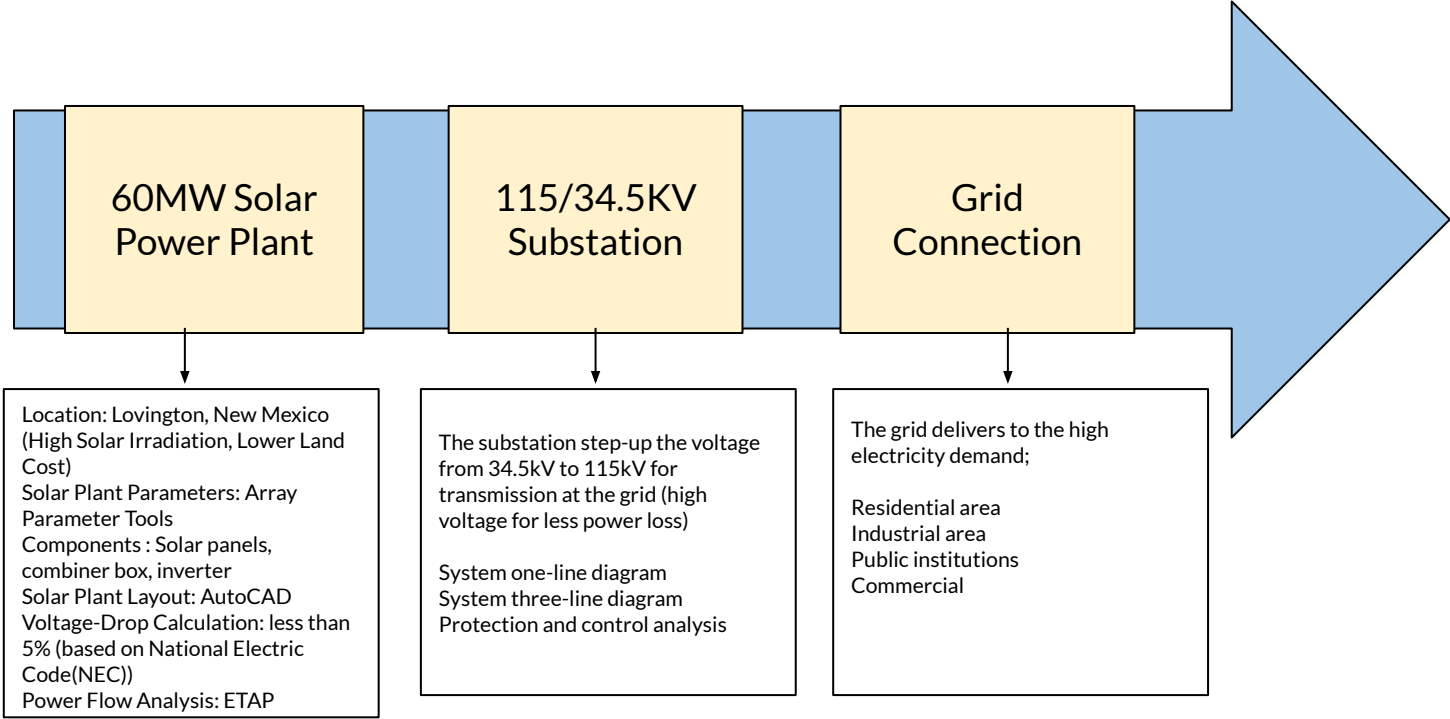 60MW Solar
Power Plant
115/34.5KV
Substation
Grid
Connection
Location: Lovington, New Mexico
(High Solar Irradiation, Lower Land
Cost)
Solar Plant Parameters: Array
Parameter Tools
Components : Solar panels,
combiner box, inverter
Solar Plant Layout: AutoCAD
Voltage-Drop Calculation: less than
5% (based on National Electric
Code(NEC))
Power Flow Analysis: ETAP
The substation step-up the voltage
from 34.5kV to 115kV for
transmission at the grid (high
voltage for less power loss)
System one-line diagram
System three-line diagram
Protection and control analysis
The grid delivers to the high
electricity demand;
Residential area
Industrial area
Public institutions
Commercial